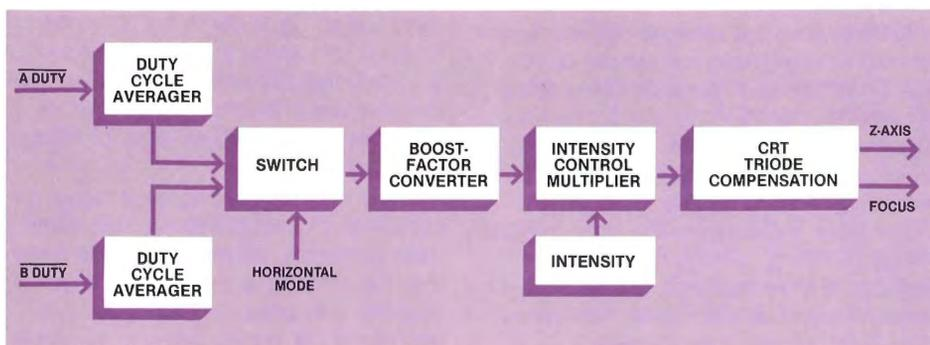 A DUTY
DUTY
CYCLE
AVERAGER
SWITCH
BOOST-
FACTOR
CONVERTER
INTENSITY
CONTROL
MULTIPLIER
CRT
TRIODE
COMPENSATION
Z-AXIS
FOCUS
B DUTY
DUTY
CYCLE
AVERAGER
HORIZONTAL
MODE
INTENSITY